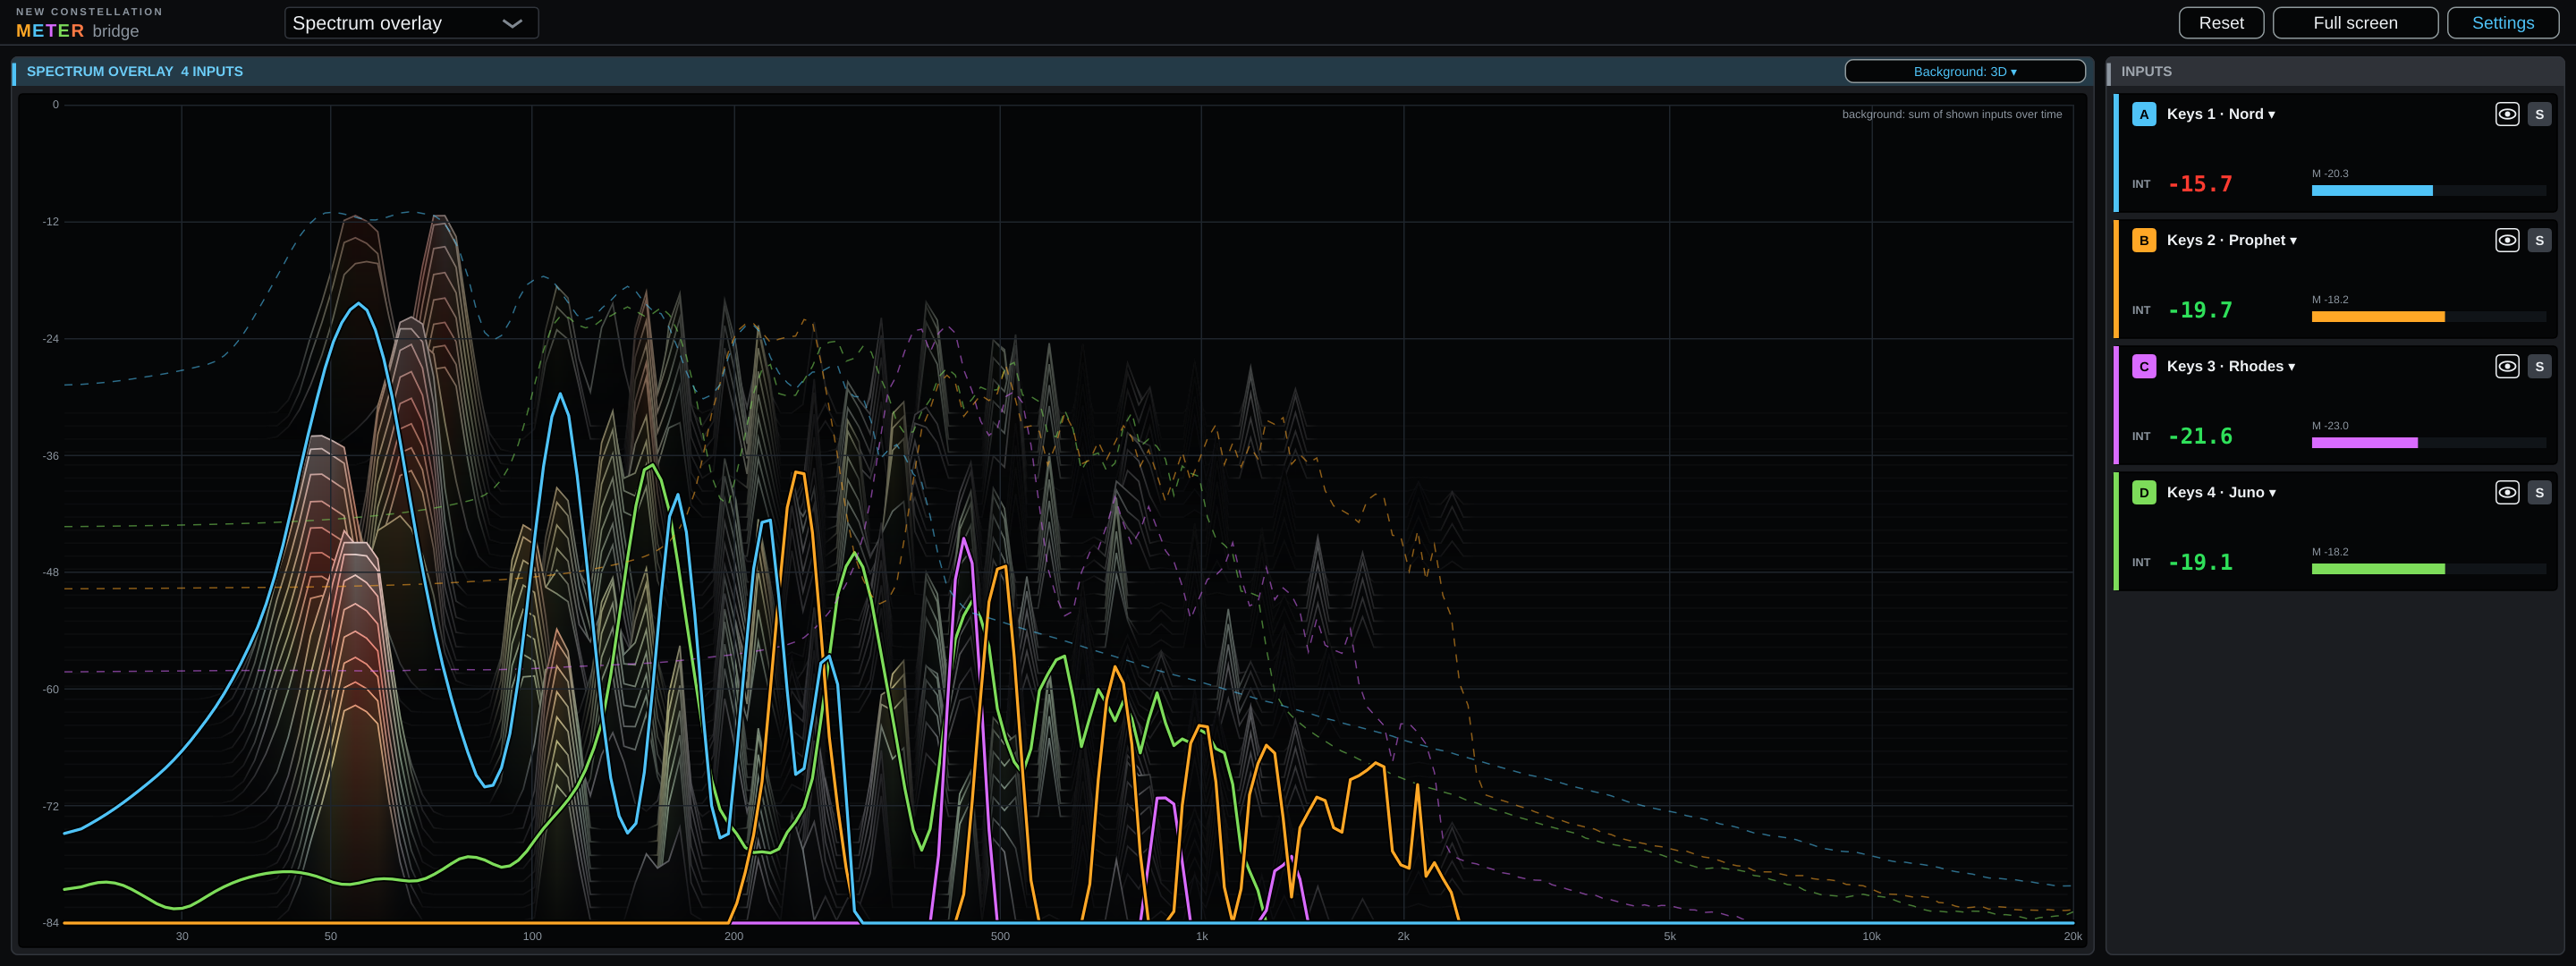 NEW CONSTELLATION
METER bridge
Spectrum overlay
Reset
Full screen
Settings
SPECTRUM OVERLAY 4 INPUTS
Background: 3D ▾
background: sum of shown inputs over time
0
-12
-24
-36
-48
-60
-72
-84
30
50
100
200
500
1k
2k
5k
10k
20k
INPUTS
A Keys 1 · Nord ▾ S
INT -15.7 M -20.3
B Keys 2 · Prophet ▾ S
INT -19.7 M -18.2
C Keys 3 · Rhodes ▾ S
INT -21.6 M -23.0
D Keys 4 · Juno ▾ S
INT -19.1 M -18.2